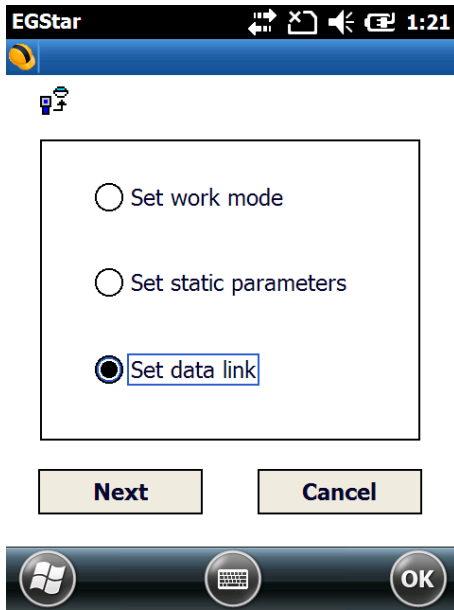 EGStar 1:21
Set work mode
Set static parameters
Set data link
Next Cancel
OK